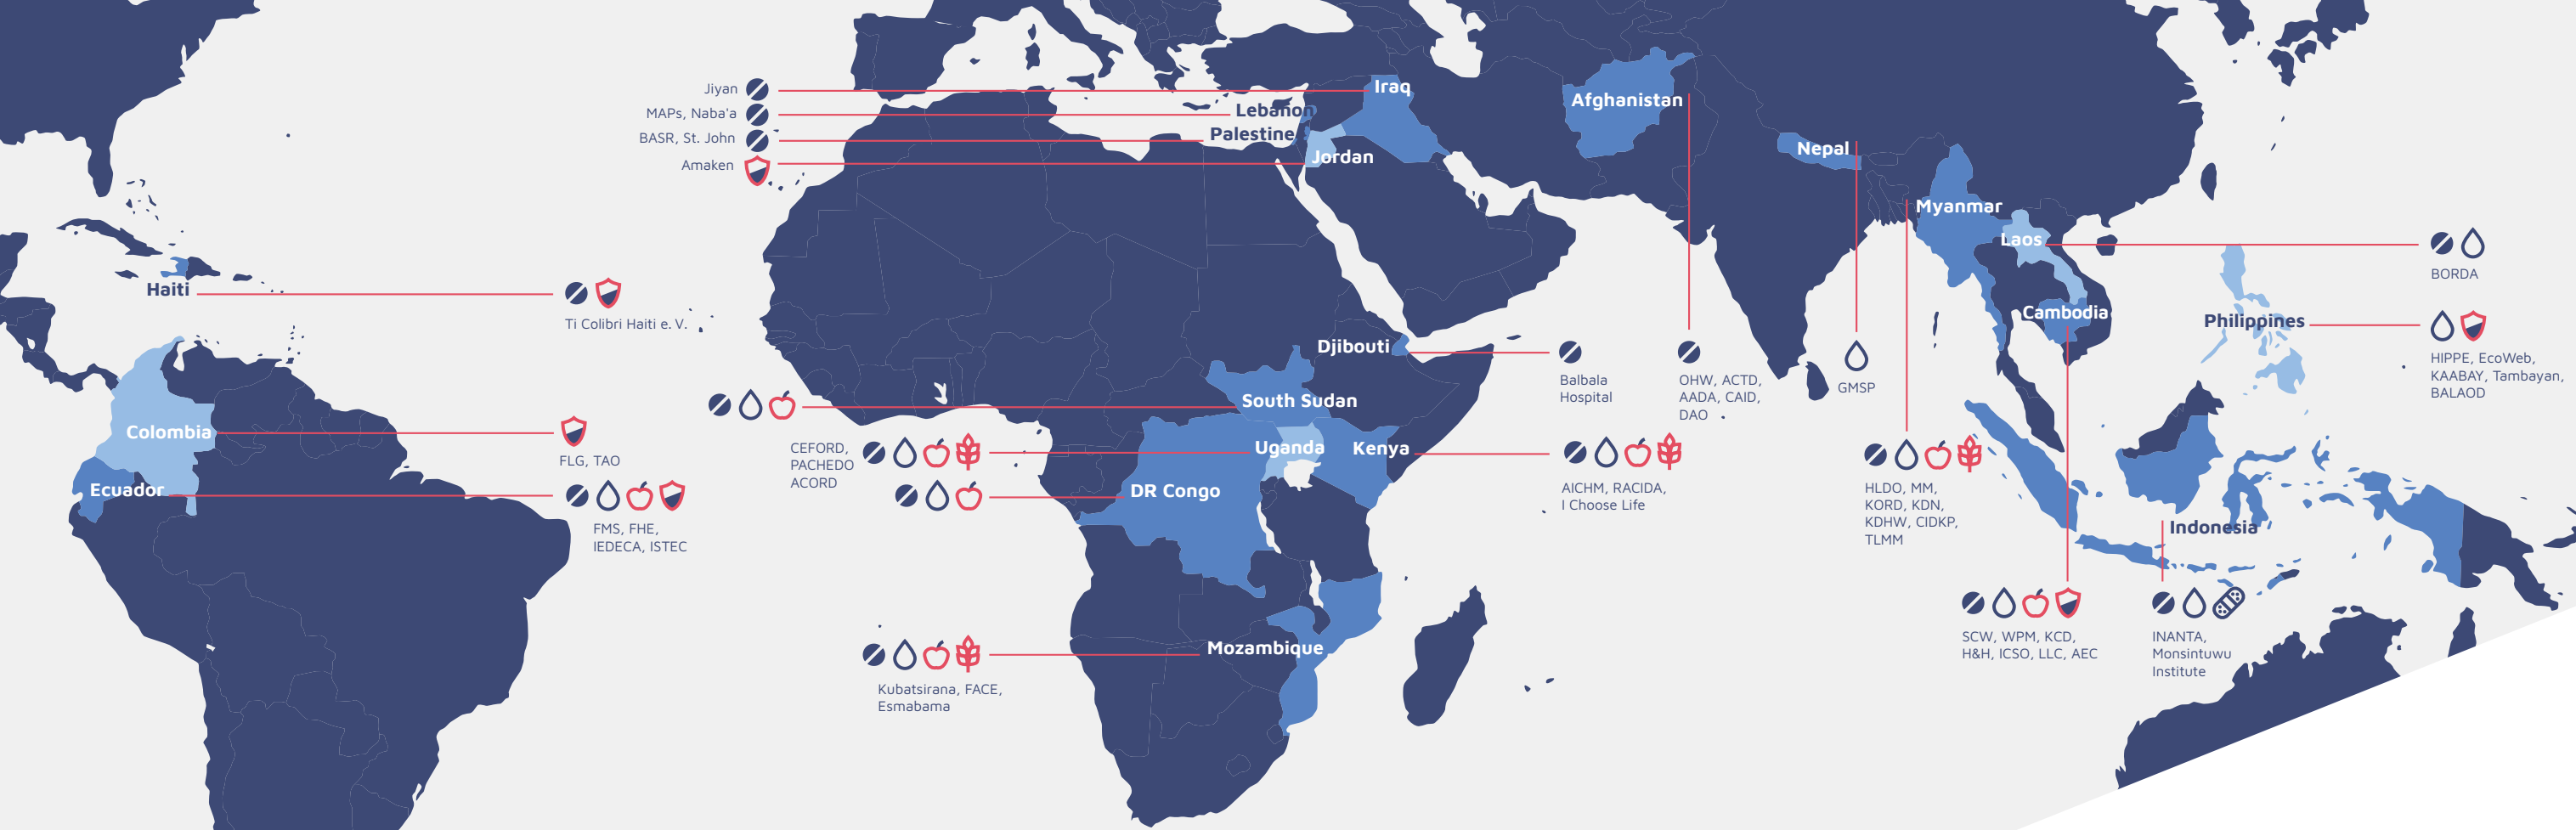 Jiyan
MAPs, Naba'a
BASR, St. John
Amaken
Iraq
Lebanon
Palestine
Jordan
Afghanistan
Nepal
Myanmar
Laos
BORDA
Cambodia
Philippines
HIPPE, EcoWeb,
KAABAY, Tambayan,
BALAOD
Haiti
Ti Colibri Haiti e. V.
Colombia
FLG, TAO
Ecuador
FMS, FHE,
IEDECA, ISTEC
Djibouti
Balbala
Hospital
OHW, ACTD,
AADA, CAID,
DAO
GMSP
South Sudan
CEFORD,
PACHEDO
ACORD
Uganda
Kenya
AICHM, RACIDA,
I Choose Life
DR Congo
HLDO, MM,
KORD, KDN,
KDHW, CIDKP,
TLMM
Indonesia
SCW, WPM, KCD,
H&H, ICSO, LLC, AEC
INANTA,
Monsintuwu
Institute
Mozambique
Kubatsirana, FACE,
Esmabama